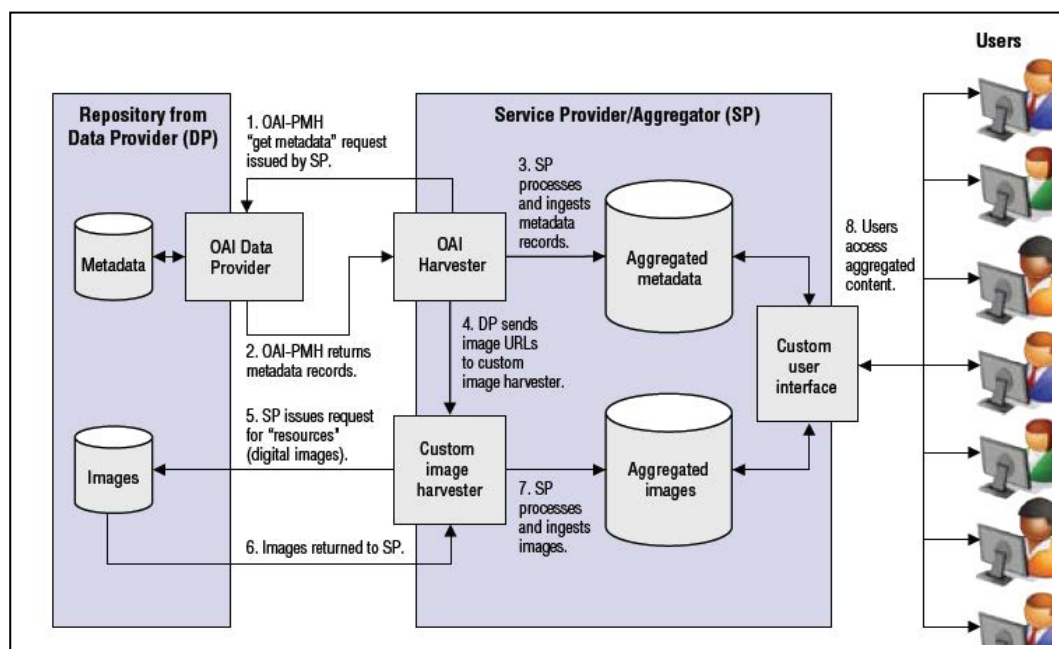 Users
Repository from
Data Provider (DP)
1. OAI-PMH
"get metadata" request
issued by SP.
Service Provider/Aggregator (SP)
3. SP
processes
and ingests
metadata
records.
Metadata
OAI Data
Provider
OAI
Harvester
Aggregated
metadata
8. Users
access
aggregated
content.
2. OAI-PMH returns
metadata records.
4. DP sends
image URLs
to custom
image harvester.
Custom
user
interface
5. SP issues request
for "resources"
(digital images).
Images
Custom
image
harvester
Aggregated
images
7. SP
processes
and ingests
images.
6. Images returned to SP.